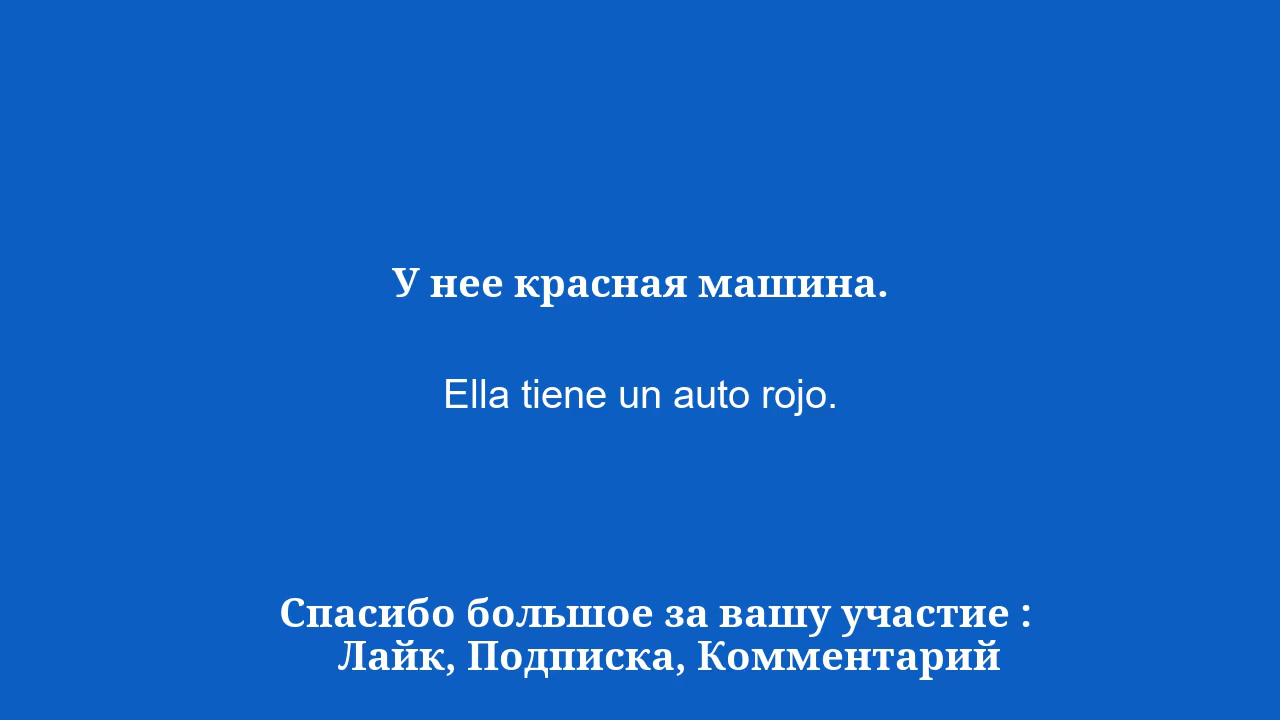 У нее красная машина.
Ella tiene un auto rojo.
Спасибо большое за вашу участие :
Лайк, Подписка, Комментарий